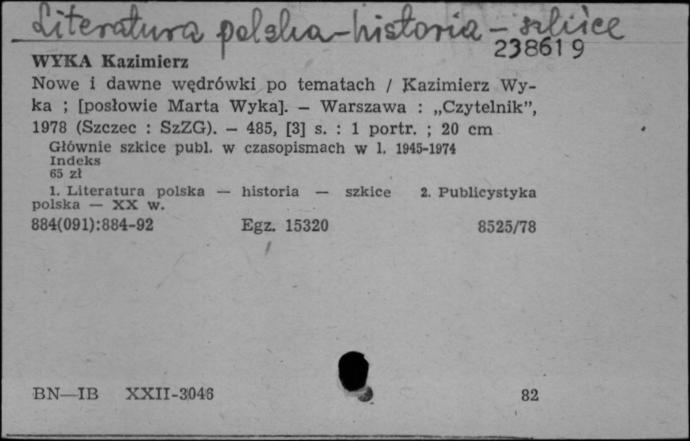 Literatura polska – historia – szkice
238619
WYKA Kazimierz
Nowe i dawne wędrówki po tematach / Kazimierz Wy-
ka ; [posłowie Marta Wyka]. — Warszawa : „Czytelnik”,
1978 (Szczec : SzZG). — 485, [3] s. : 1 portr. ; 20 cm
Głównie szkice publ. w czasopismach w l. 1945-1974
Indeks
65 zł
1. Literatura polska — historia — szkice 2. Publicystyka
polska — XX w.
884(091):884-92 Egz. 15320 8525/78
BN—IB XXII-3046 82